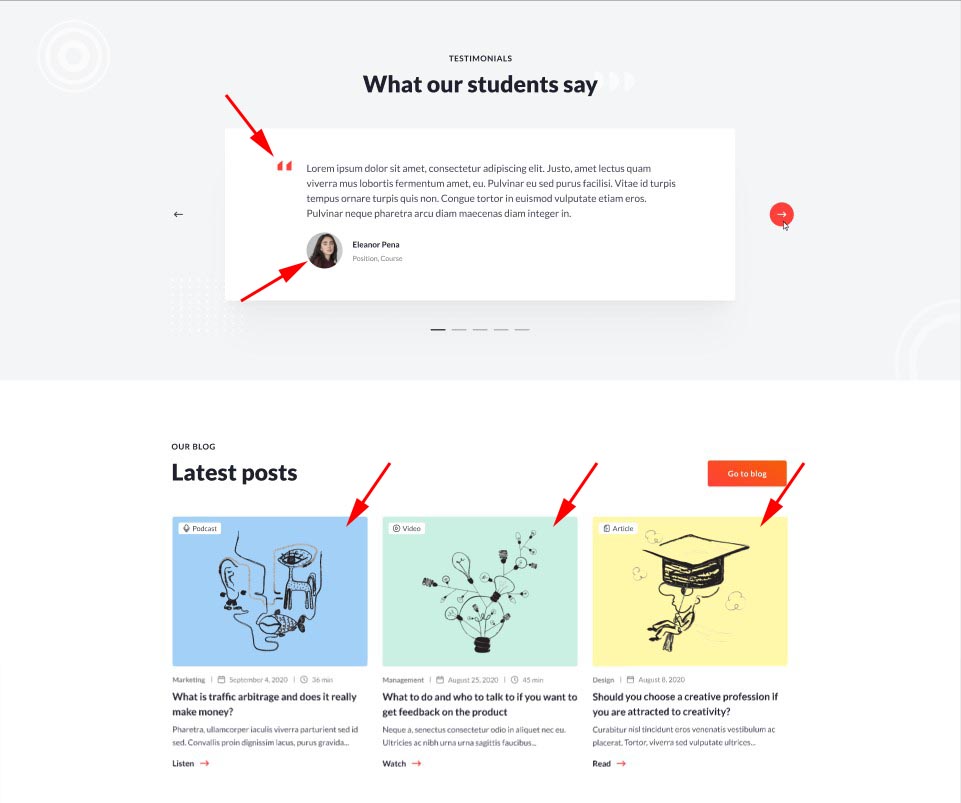 TESTIMONIALS
What our students say
Lorem ipsum dolor sit amet, consectetur adipiscing elit. Justo, amet lectus quam
viverra mus lobortis fermentum amet, eu. Pulvinar eu sed purus facilisi. Vitae id turpis
tempus ornare turpis quis non. Congue tortor in euismod vulputate etiam eros.
Pulvinar neque pharetra arcu diam maecenas diam integer in.
Eleanor Pena
Position, Course
OUR BLOG
Latest posts
Go to blog
Podcast
Marketing | September 4, 2020 | 36 min
What is traffic arbitrage and does it really
make money?
Pharetra, ullamcorper iaculis viverra parturient sed id
sed. Convallis proin dignissim lacus, purus gravida...
Listen
Video
Management | August 25, 2020 | 45 min
What to do and who to talk to if you want to
get feedback on the product
Neque a, senectus consectetur odio in aliquet nec eu.
Ultricies ac nibh urna urna sagittis faucibus...
Watch
Article
Design | August 8, 2020
Should you choose a creative profession if
you are attracted to creativity?
Curabitur nisl tincidunt eros venenatis vestibulum ac
placerat. Tortor, viverra sed vulputate ultrices...
Read